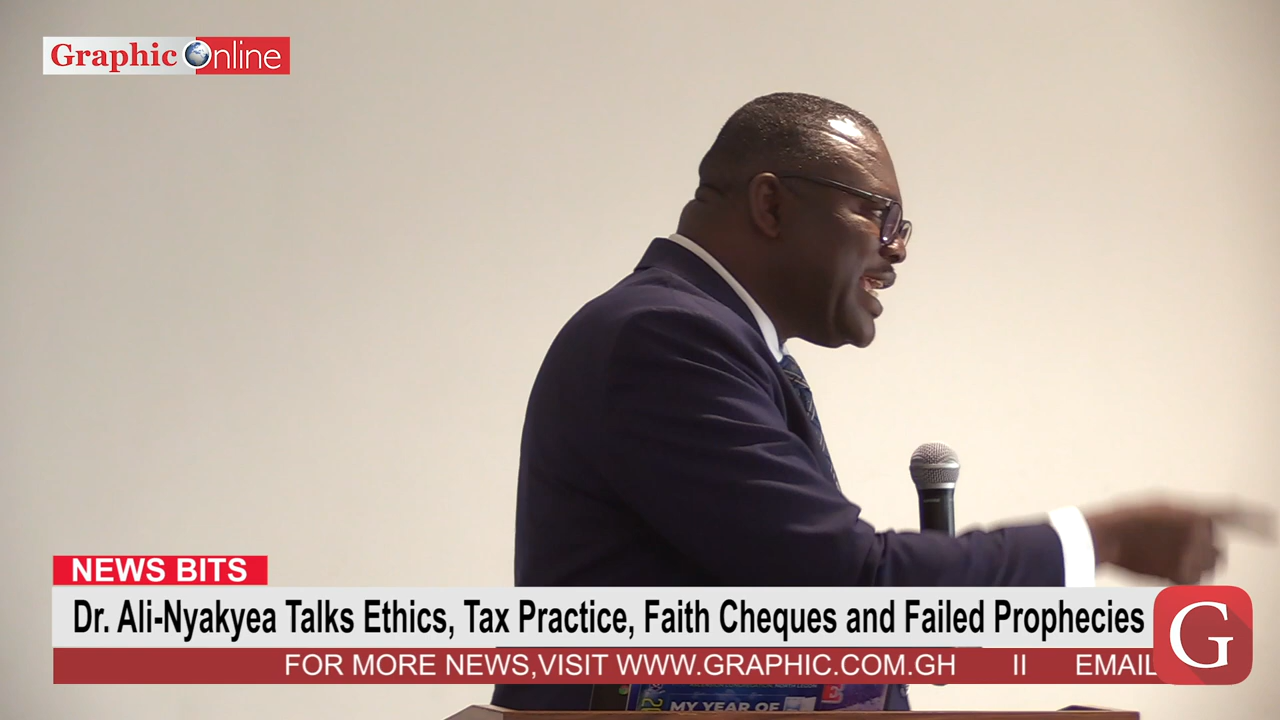 Graphic Online
NEWS BITS
Dr. Ali-Nyakyea Talks Ethics, Tax Practice, Faith Cheques and Failed Prophecies
G
FOR MORE NEWS,VISIT WWW.GRAPHIC.COM.GH II EMAIL
MY YEAR OF